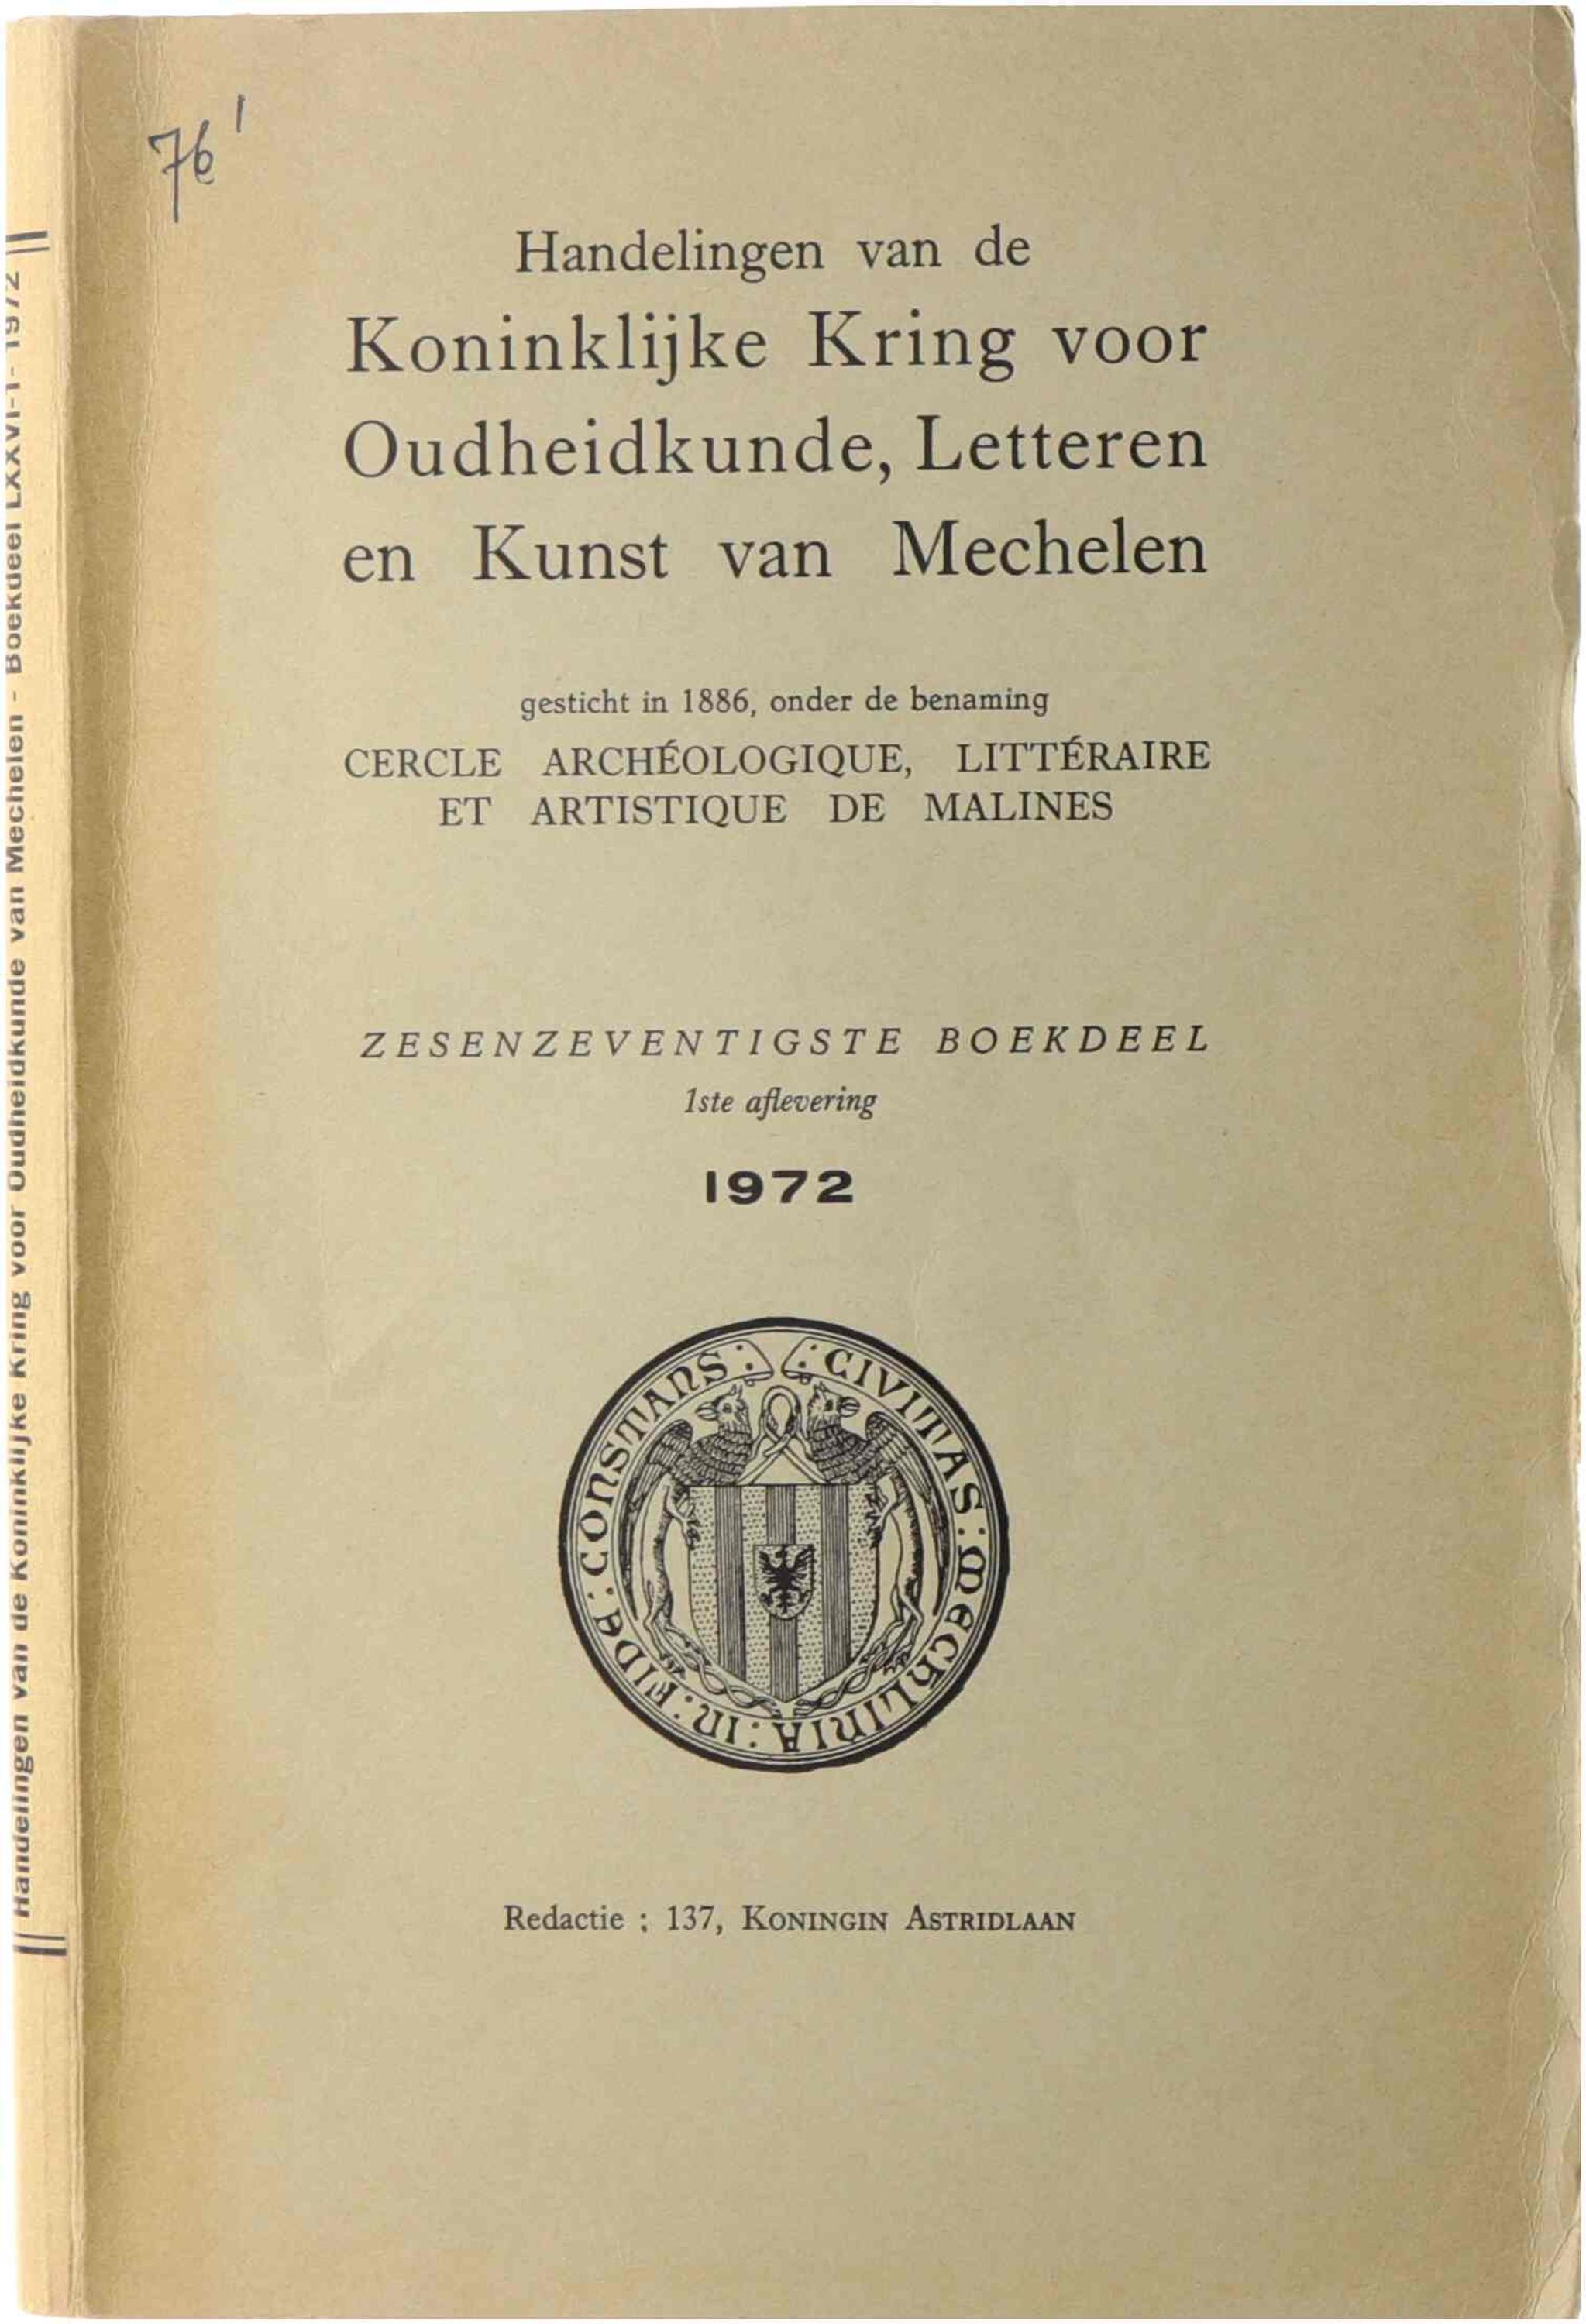 76 1
Handelingen van de
Koninklijke Kring voor
Oudheidkunde, Letteren
en Kunst van Mechelen
gesticht in 1886, onder de benaming
CERCLE ARCHÉOLOGIQUE, LITTÉRAIRE
ET ARTISTIQUE DE MALINES
ZESENZEVENTIGSTE BOEKDEEL
1ste aflevering
1972
: CIVITAS : MECHLINIA : IN : FIDE : CONSTANS :
Redactie : 137, KONINGIN ASTRIDLAAN
Handelingen van de Koninklijke Kring voor Oudheidkunde van Mechelen - Boekdeel LXXVI-1- 1972